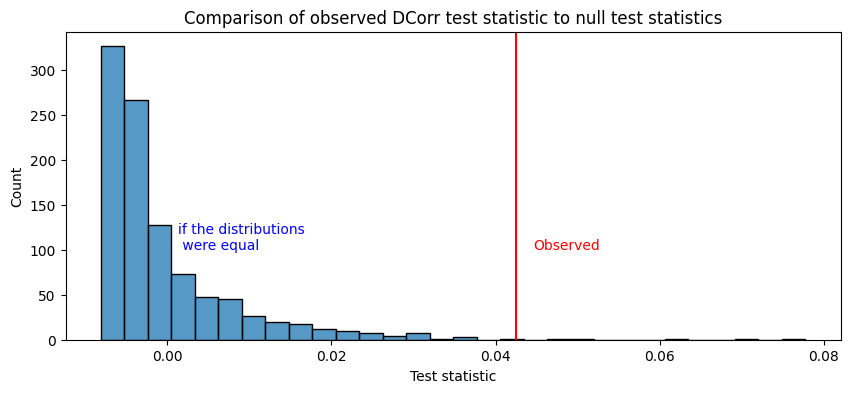 Comparison of observed DCorr test statistic to null test statistics
Count
300
250
200
150
100
50
0
if the distributions
were equal
Observed
0.00
0.02
0.04
0.06
0.08
Test statistic